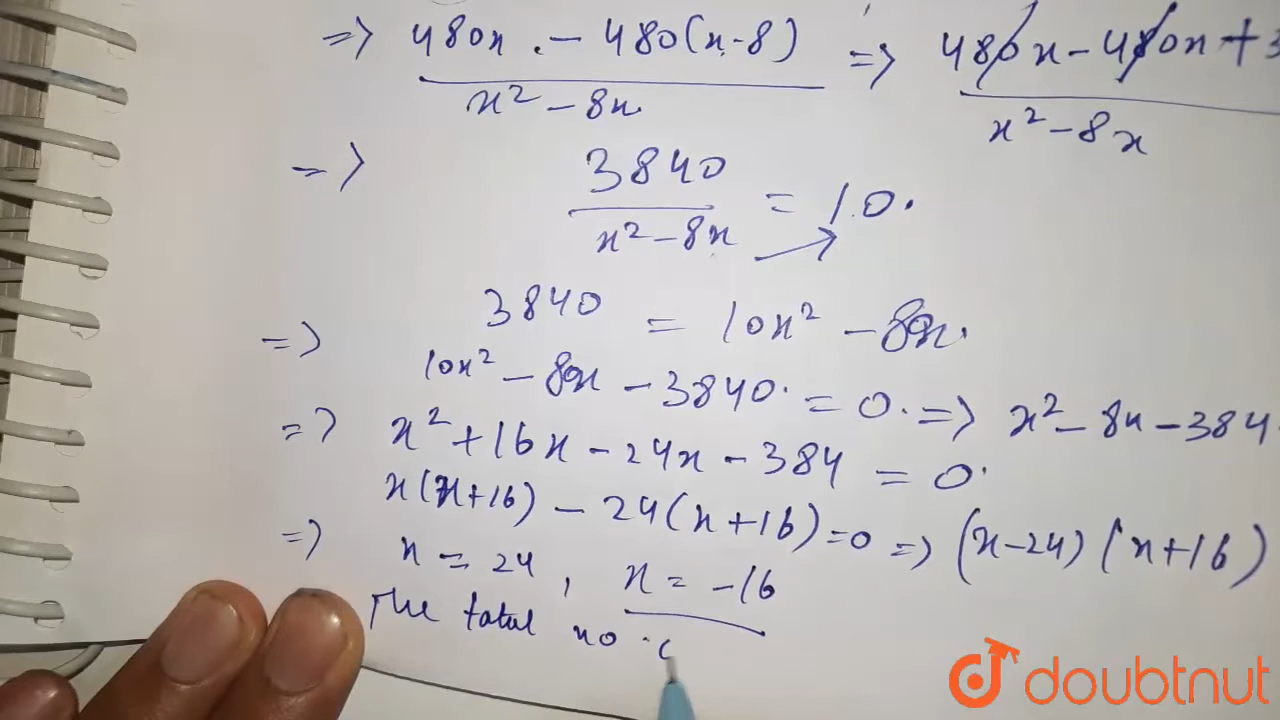 => 480x - 480(x-8) / x² - 8x => 480x - 480x + 3 / x² - 8x
=> 3840 / x² - 8x = 10.
=> 3840 = 10x² - 80x.
10x² - 80x - 3840 = 0. => x² - 8x - 384
=> x² + 16x - 24x - 384 = 0.
x(x+16) - 24(x+16) = 0 => (x-24)(x+16)
=> x = 24, x = -16
The total no.
doubtnut